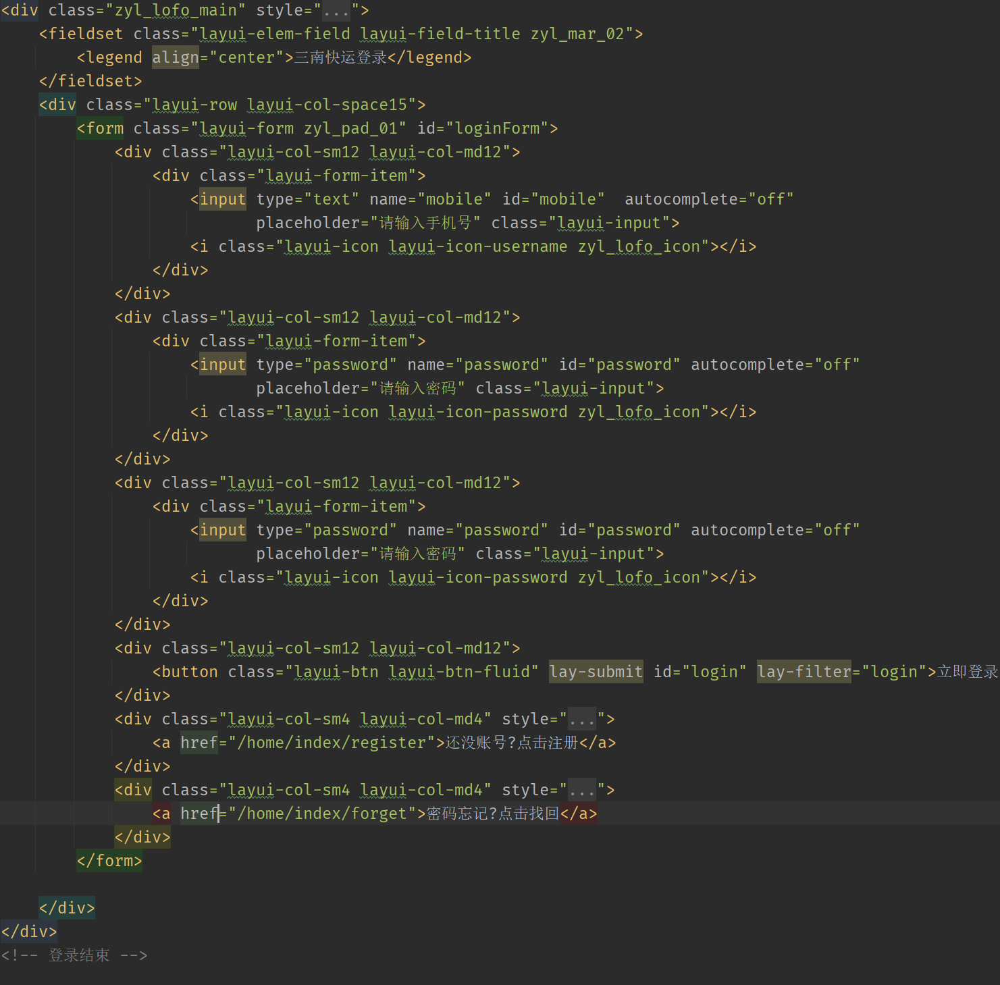 <div class="zyl_lofo_main" style="...">
<fieldset class="layui-elem-field layui-field-title zyl_mar_02">
<legend align="center">三南快运登录</legend>
</fieldset>
<div class="layui-row layui-col-space15">
<form class="layui-form zyl_pad_01" id="loginForm">
<div class="layui-col-sm12 layui-col-md12">
<div class="layui-form-item">
<input type="text" name="mobile" id="mobile"  autocomplete="off"
placeholder="请输入手机号" class="layui-input">
<i class="layui-icon layui-icon-username zyl_lofo_icon"></i>
</div>
</div>
<div class="layui-col-sm12 layui-col-md12">
<div class="layui-form-item">
<input type="password" name="password" id="password" autocomplete="off"
placeholder="请输入密码" class="layui-input">
<i class="layui-icon layui-icon-password zyl_lofo_icon"></i>
</div>
</div>
<div class="layui-col-sm12 layui-col-md12">
<div class="layui-form-item">
<input type="password" name="password" id="password" autocomplete="off"
placeholder="请输入密码" class="layui-input">
<i class="layui-icon layui-icon-password zyl_lofo_icon"></i>
</div>
</div>
<div class="layui-col-sm12 layui-col-md12">
<button class="layui-btn layui-btn-fluid" lay-submit id="login" lay-filter="login">立即登录
</div>
<div class="layui-col-sm4 layui-col-md4" style="...">
<a href="/home/index/register">还没账号?点击注册</a>
</div>
<div class="layui-col-sm4 layui-col-md4" style="...">
<a href="/home/index/forget">密码忘记?点击找回</a>
</div>
</form>
</div>
</div>
<!-- 登录结束 -->